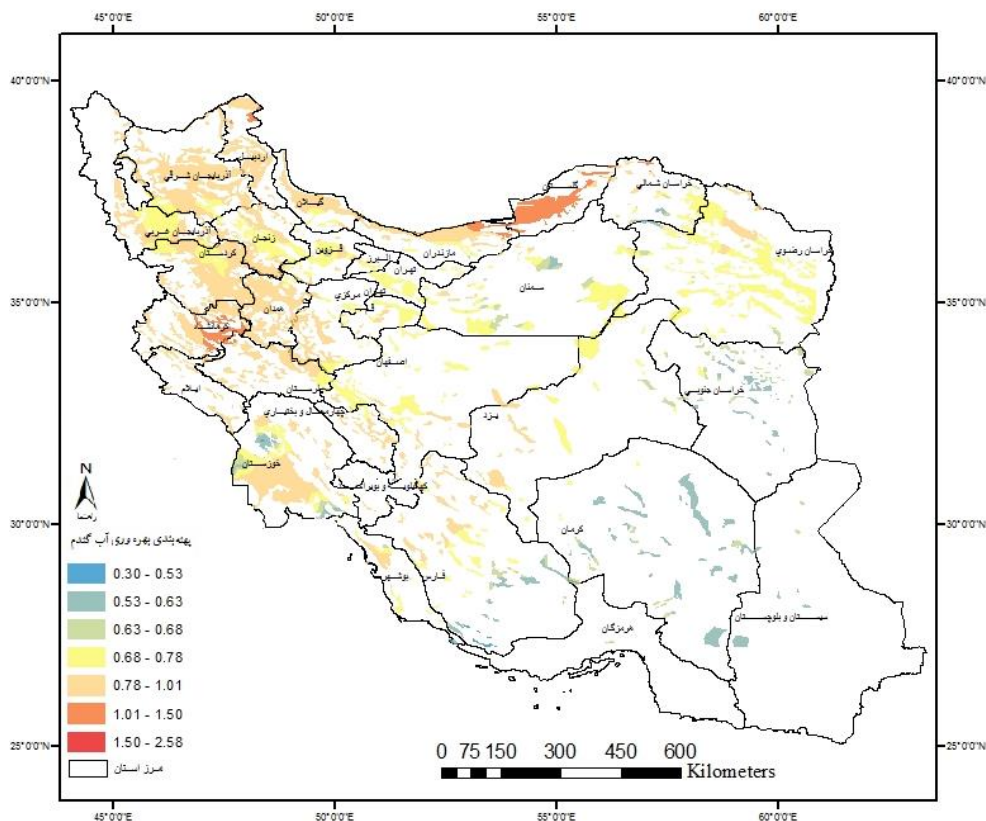 45°0'0"E 50°0'0"E 55°0'0"E 60°0'0"E
40°0'0"N 40°0'0"N
اردبیل
آذربایجان شرقی
گیلان
گلستان
خراسان شمالی
آذربایجان غربی
زنجان
قزوین
البرز
مازندران
خراسان رضوی
کردستان
تهران
سمنان
35°0'0"N 35°0'0"N
همدان
مرکزی
تهران
کرمانشاه
اصفهان
ایلام
لرستان
خراسان جنوبی
چهارمحال و بختیاری
یزد
خوزستان
N
راهنما
30°0'0"N 30°0'0"N
کرمان
پهنه بندی بهره وری آب گندم
بوشهر
فارس
0.30 - 0.53
0.53 - 0.63
سیستان و بلوچستان
0.63 - 0.68
هرمزگان
0.68 - 0.78
0.78 - 1.01
1.01 - 1.50
1.50 - 2.58
25°0'0"N 25°0'0"N
مرز استان
0 75 150 300 450 600
Kilometers
45°0'0"E 50°0'0"E 55°0'0"E 60°0'0"E